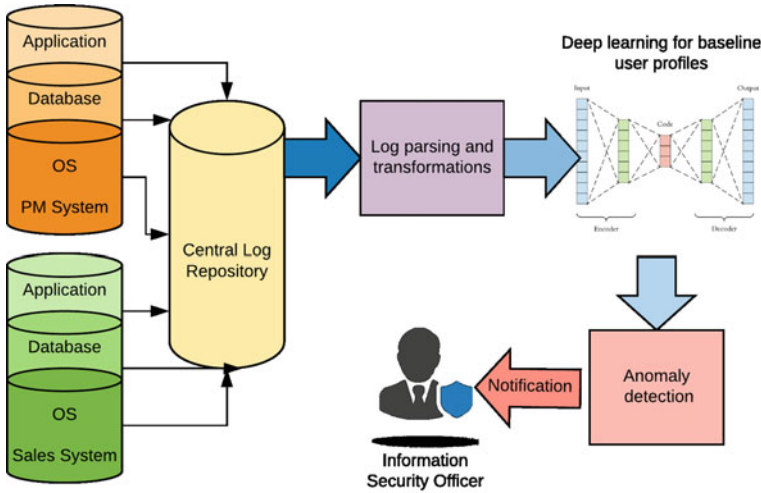 Application
Database
OS
PM System
Application
Database
OS
Sales System
Central Log
Repository
Log parsing and
transformations
Deep learning for baseline
user profiles
Input
Output
Code
Encoder
Decoder
Anomaly
detection
Notification
Information
Security Officer